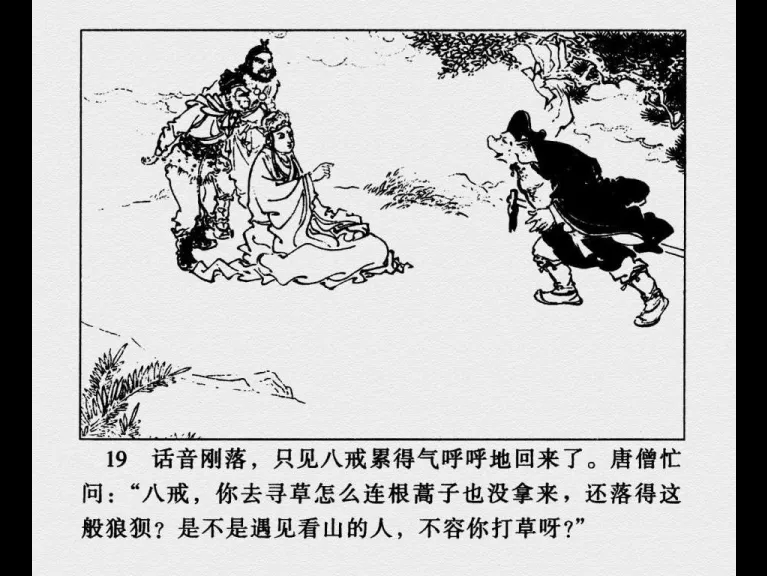 19 话音刚落，只见八戒累得气呼呼地回来了。唐僧忙
问：“八戒，你去寻草怎么连根蒿子也没拿来，还落得这
般狼狈？是不是遇见看山的人，不容你打草呀？”